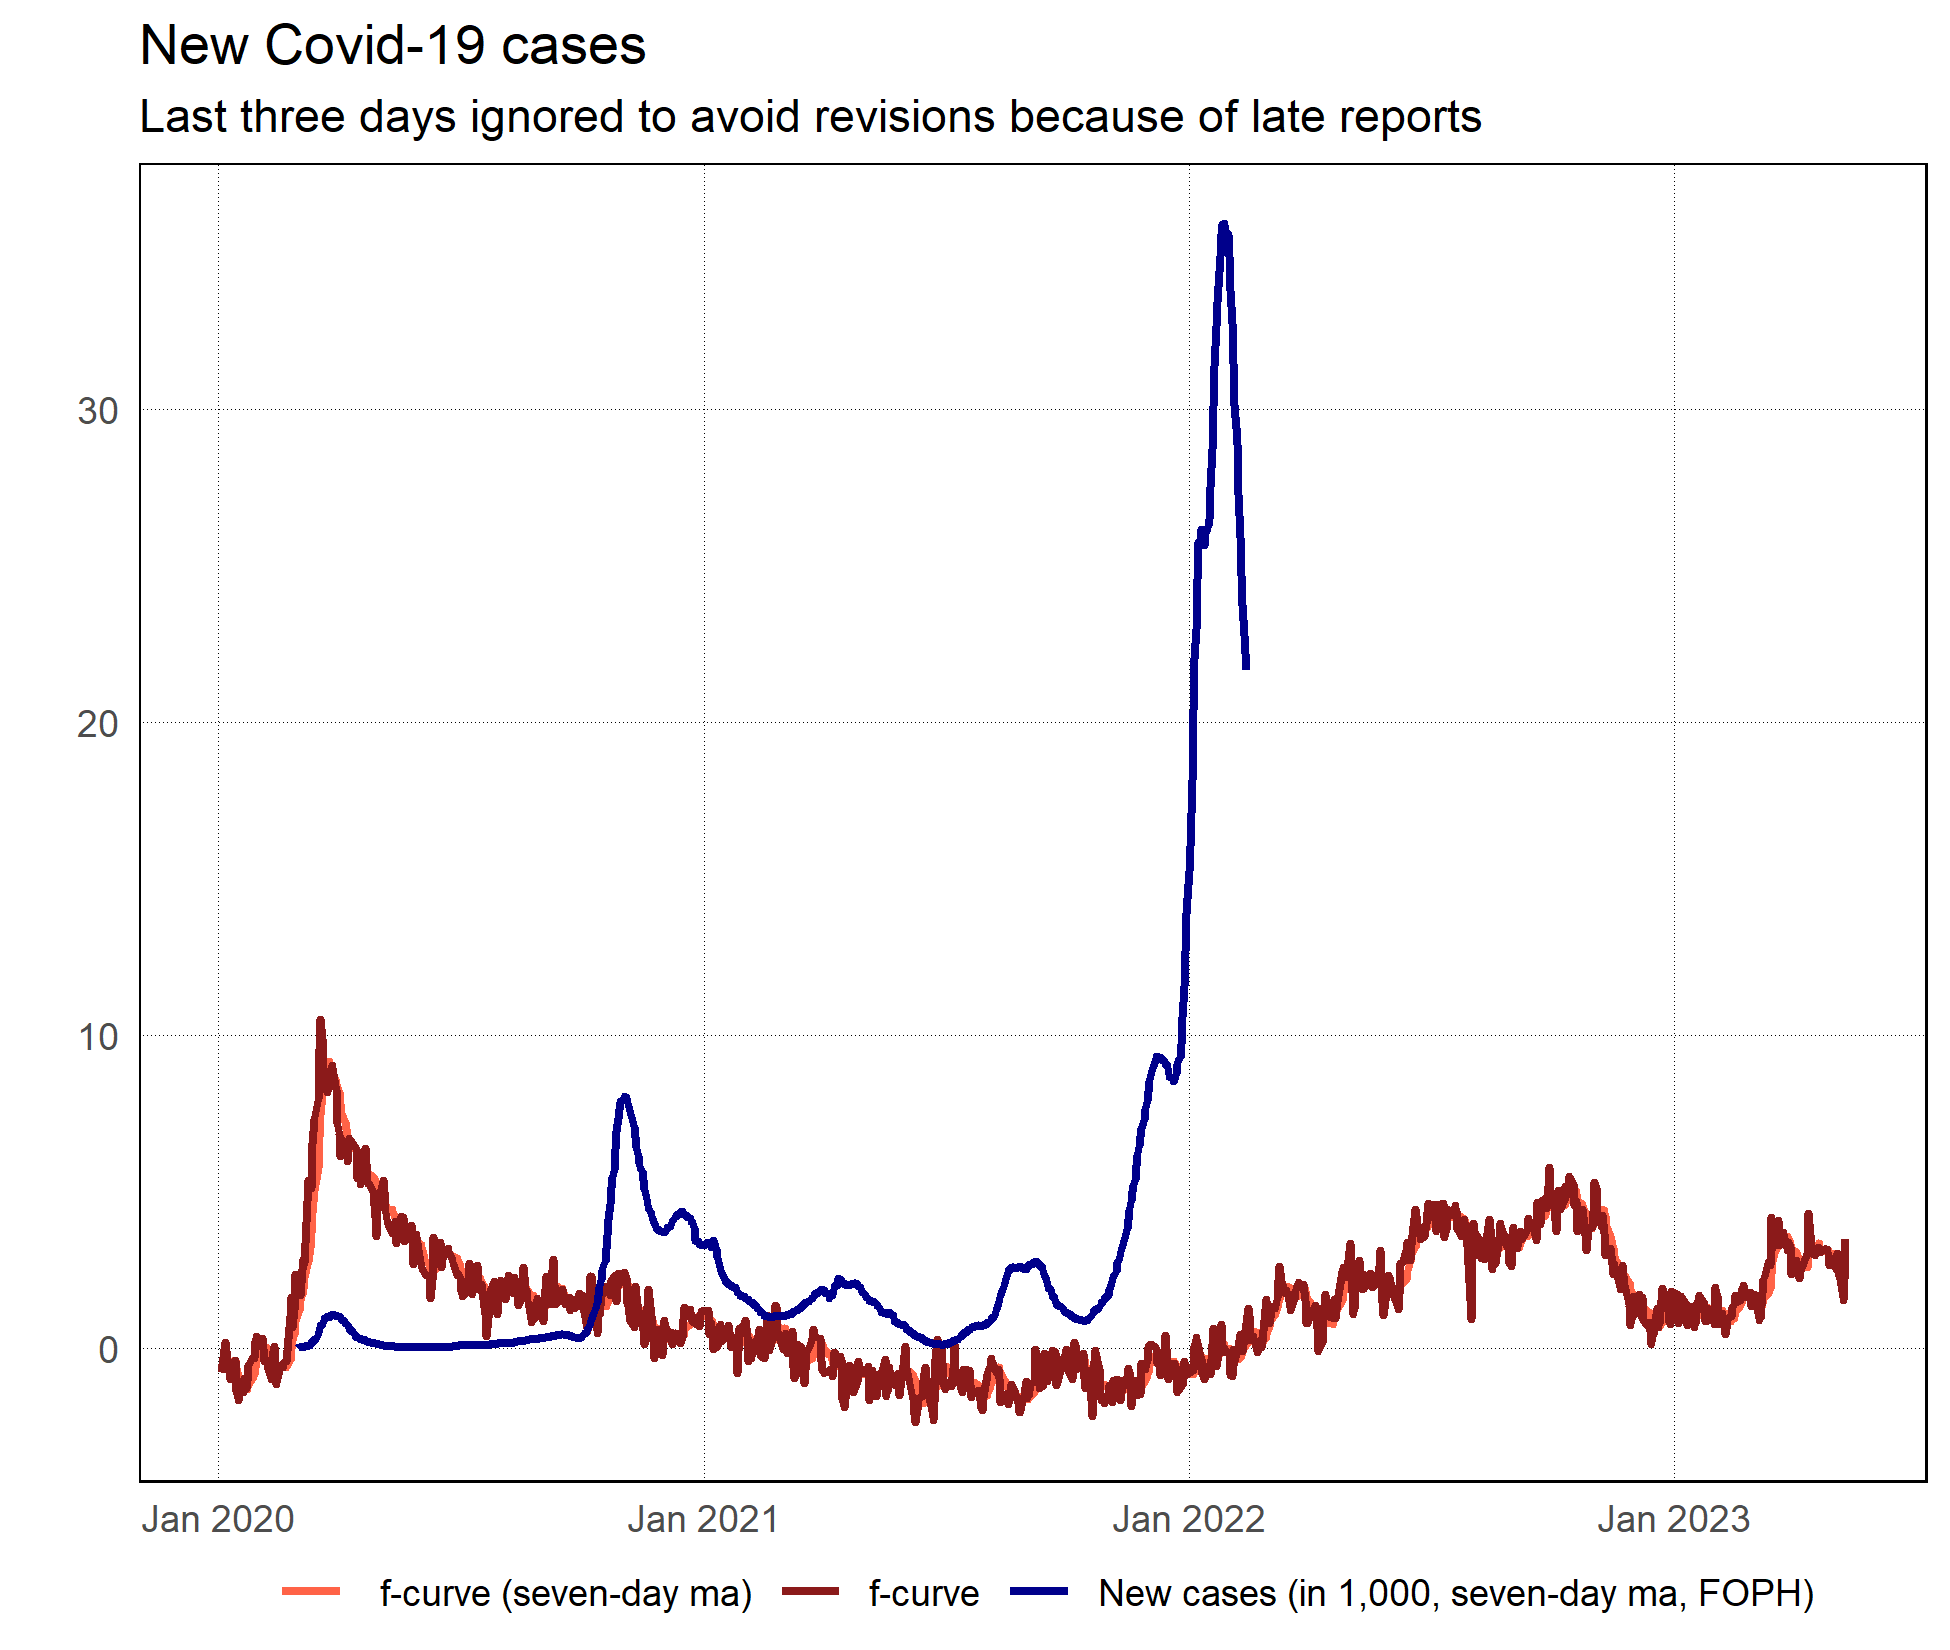 New Covid-19 cases
Last three days ignored to avoid revisions because of late reports
30
20
10
0
Jan 2020 Jan 2021 Jan 2022 Jan 2023
f-curve (seven-day ma) f-curve New cases (in 1,000, seven-day ma, FOPH)